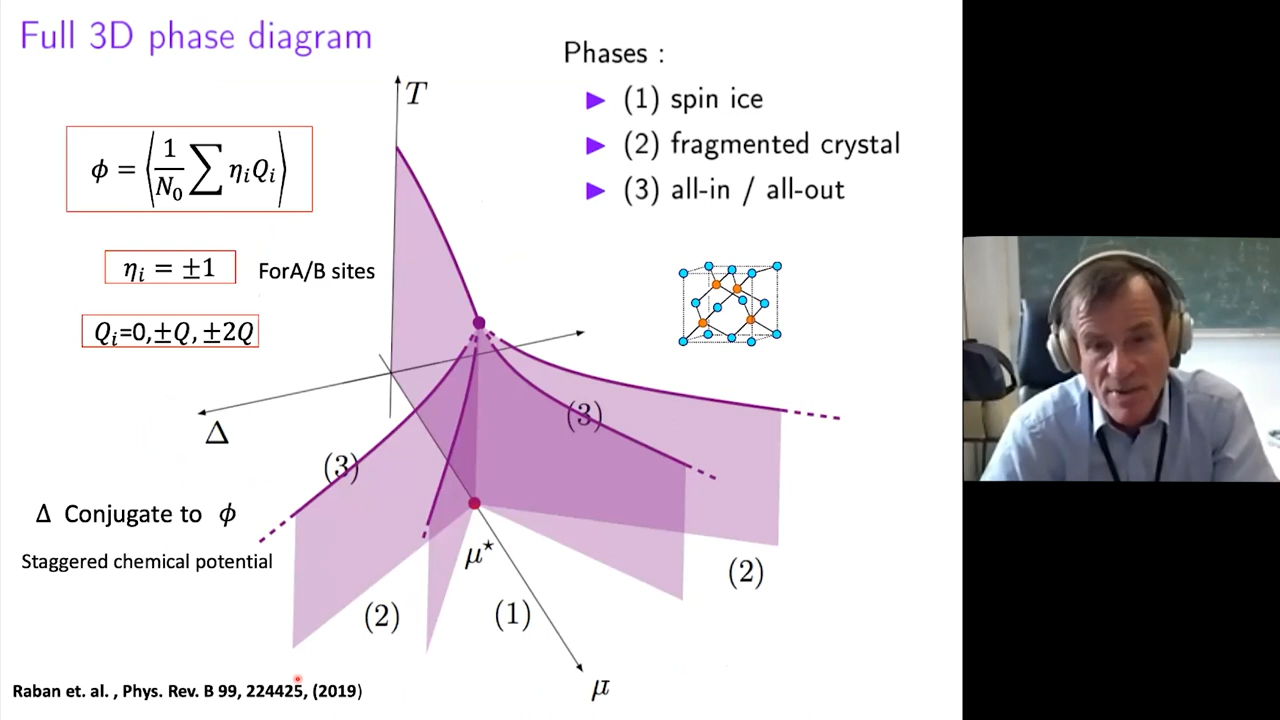 Full 3D phase diagram
Phases :
(1) spin ice
(2) fragmented crystal
(3) all-in / all-out
T
ϕ = ⟨1/N₀ ∑ ηᵢQᵢ⟩
ηᵢ = ±1
ForA/B sites
Qᵢ=0,±Q, ±2Q
Δ
(3)
(3)
Δ Conjugate to ϕ
Staggered chemical potential
μ*
(2)
(1)
(2)
μ
Raban et. al. , Phys. Rev. B 99, 224425, (2019)